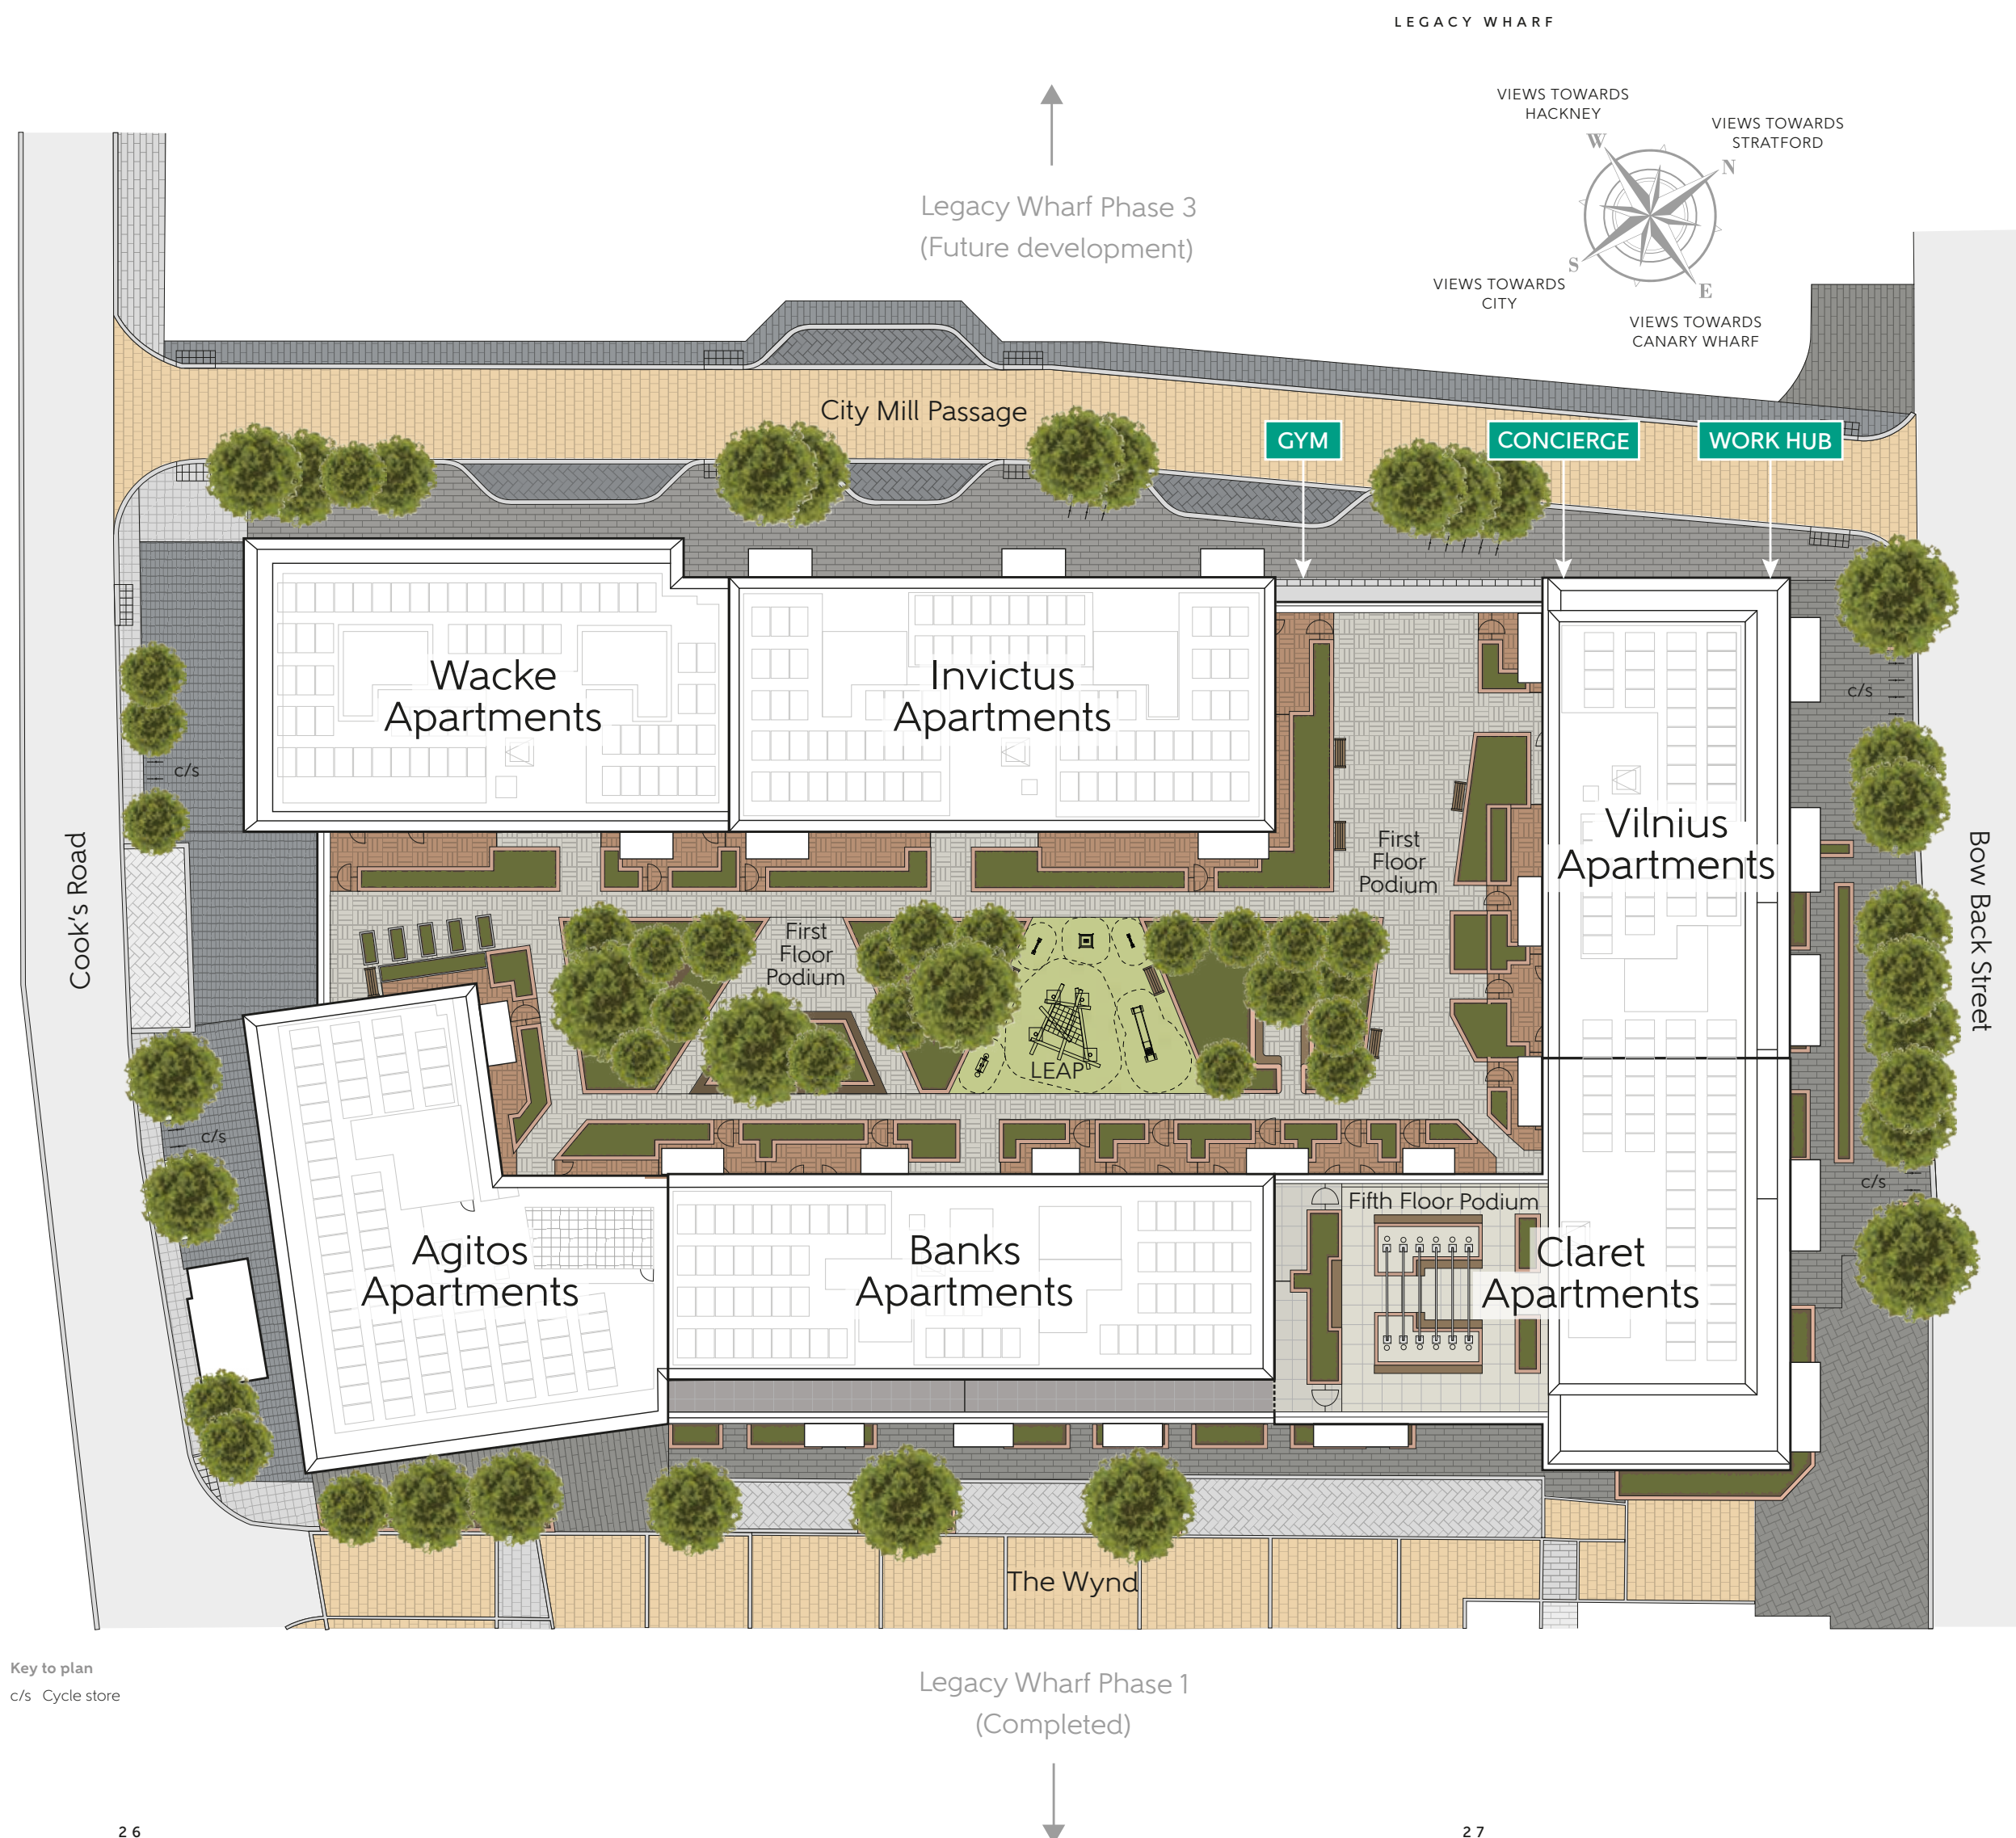 LEGACY WHARF
VIEWS TOWARDS
HACKNEY
VIEWS TOWARDS
STRATFORD
W
N
S
E
VIEWS TOWARDS
CITY
VIEWS TOWARDS
CANARY WHARF
Legacy Wharf Phase 3
(Future development)
City Mill Passage
GYM
CONCIERGE
WORK HUB
Wacke
Apartments
Invictus
Apartments
c/s
c/s
Vilnius
Apartments
First
Floor
Podium
Cook's Road
Bow Back Street
First
Floor
Podium
LEAP
c/s
c/s
Fifth Floor Podium
Agitos
Apartments
Banks
Apartments
Claret
Apartments
The Wynd
Key to plan
c/s Cycle store
Legacy Wharf Phase 1
(Completed)
26
27